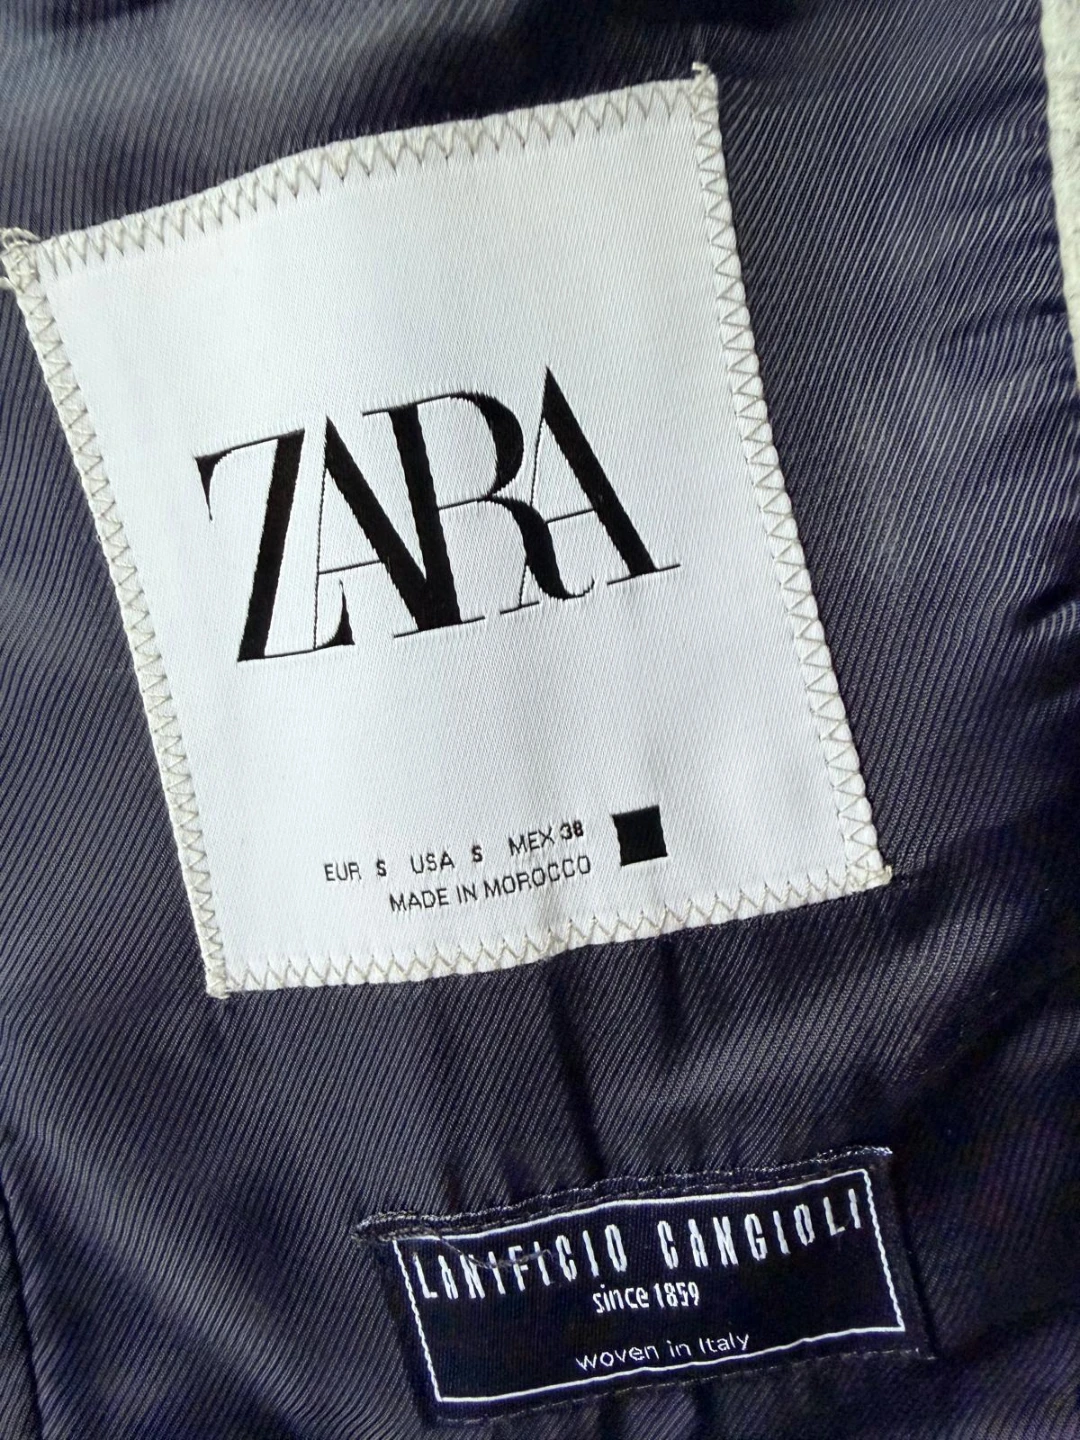 ZARA
EUR S USA S MEX 38
MADE IN MOROCCO
LANIFICIO CANGIOLI
since 1859
woven in Italy